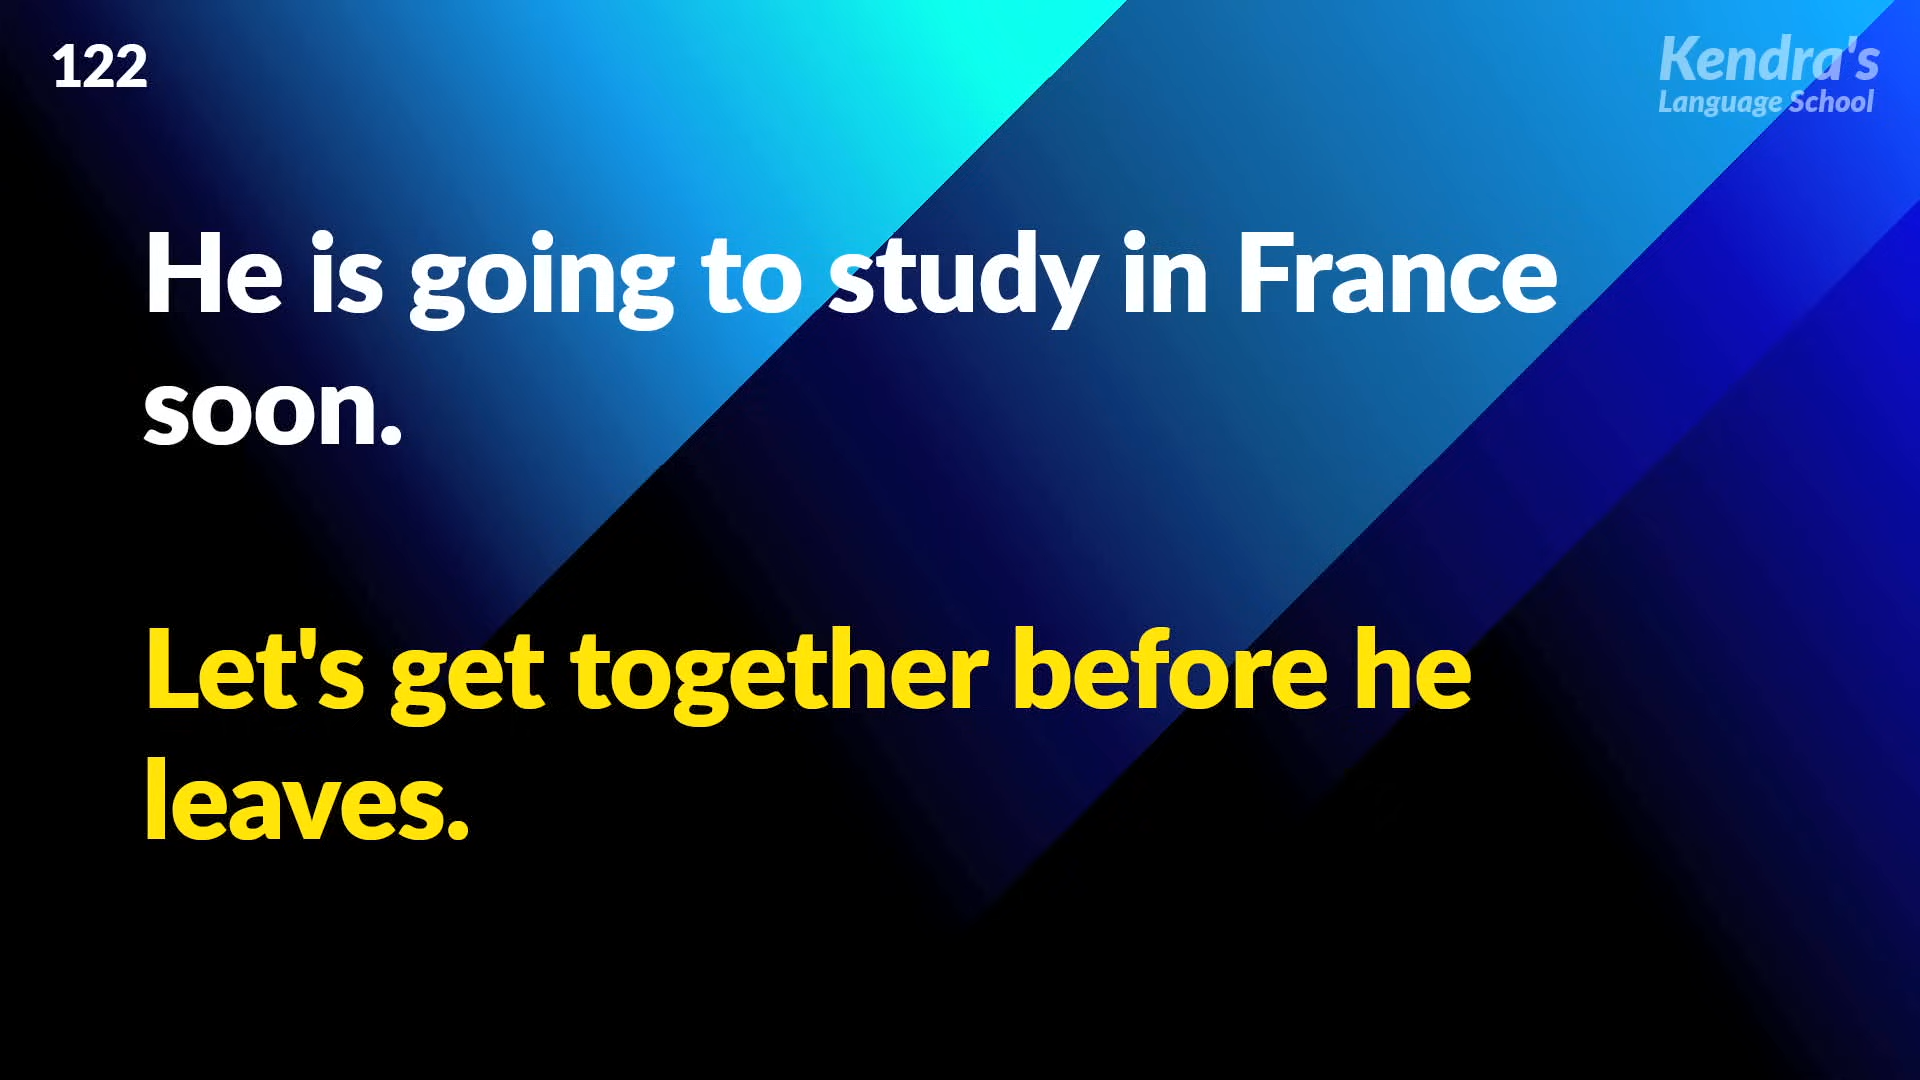 122
Kendra's
Language School
He is going to study in France
soon.
Let's get together before he
leaves.